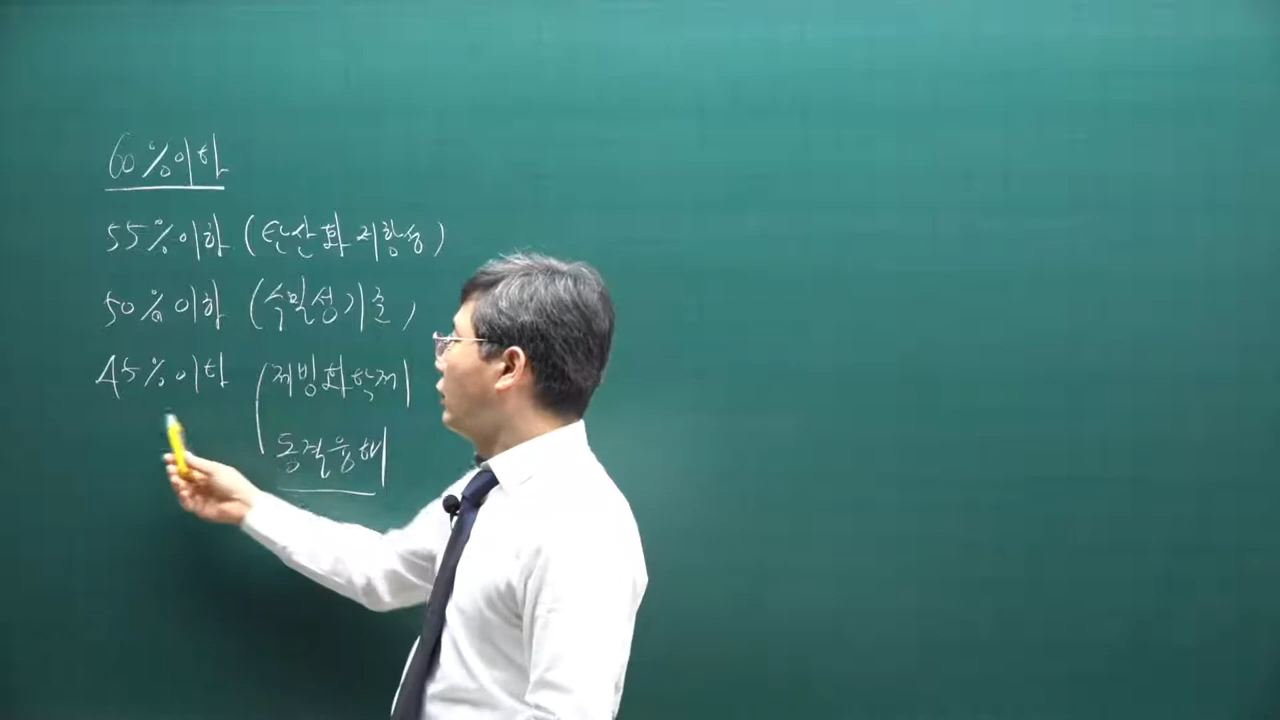 60%이하
55%이하 (탄산화 저항성)
50%이하 (수밀성 기준)
45%이하 (제빙화학제
동결융해)